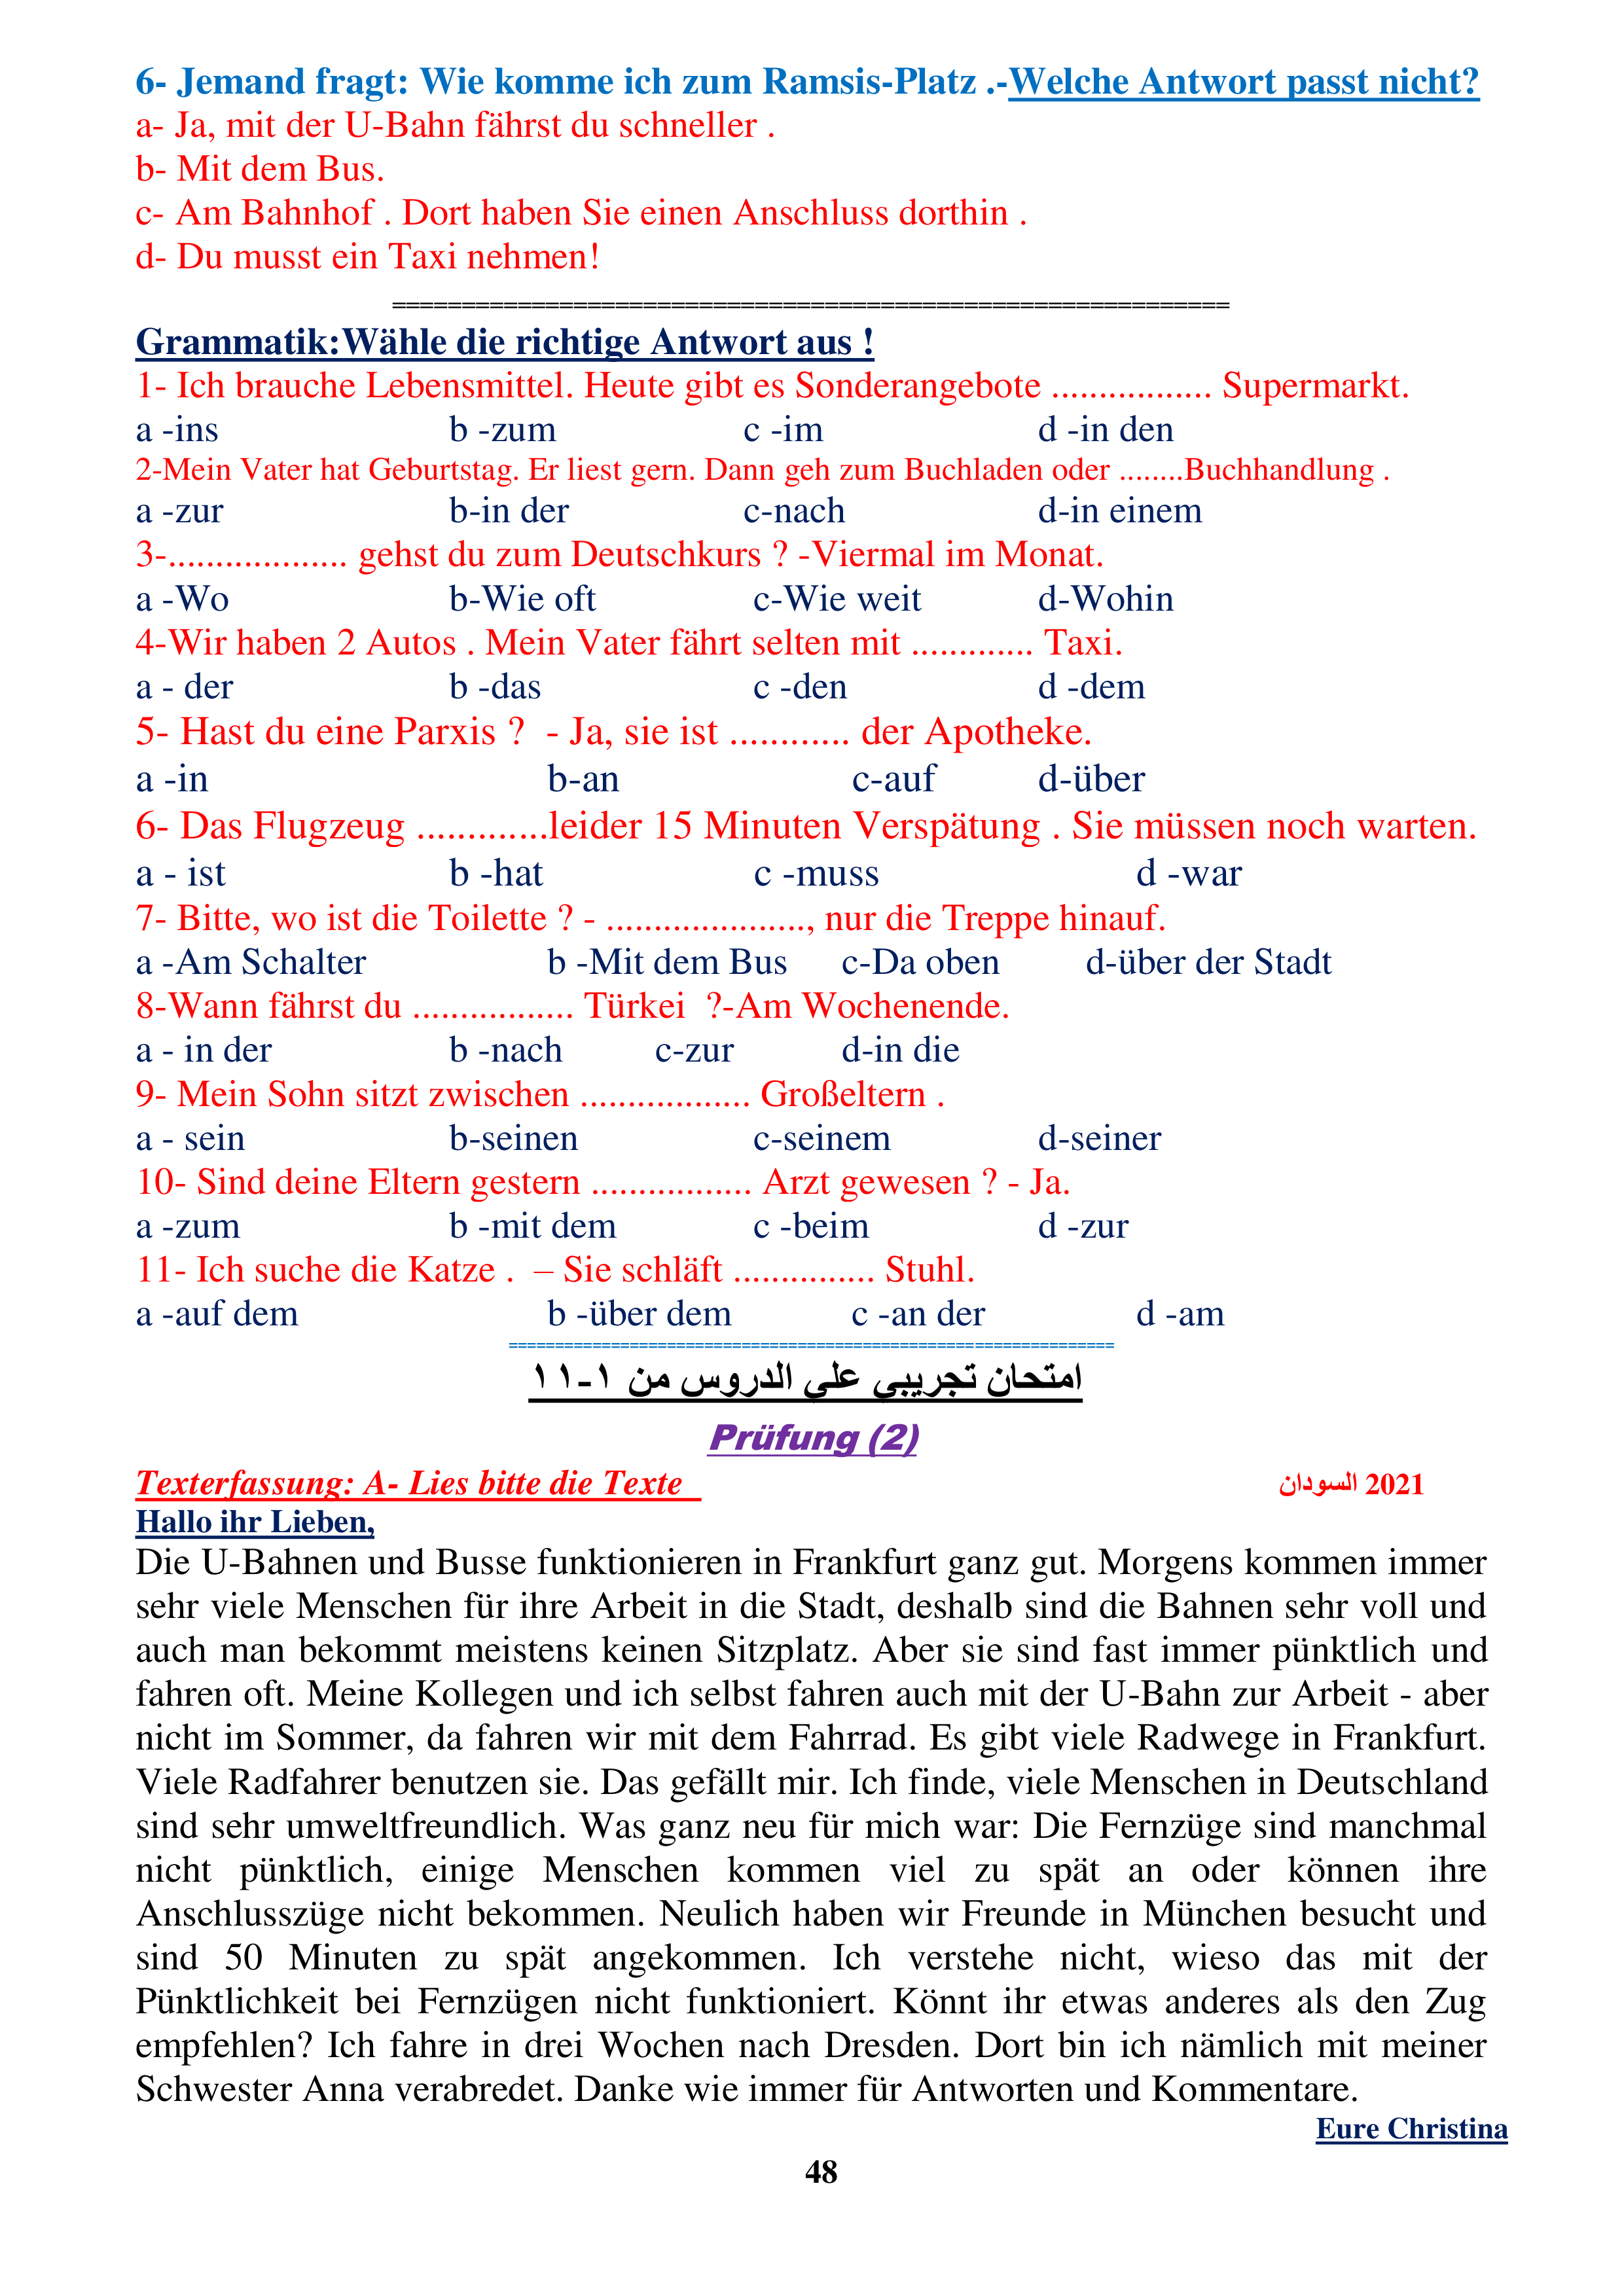 6- Jemand fragt: Wie komme ich zum Ramsis-Platz .-Welche Antwort passt nicht?
a- Ja, mit der U-Bahn fährst du schneller .
b- Mit dem Bus.
c- Am Bahnhof . Dort haben Sie einen Anschluss dorthin .
d- Du musst ein Taxi nehmen!
============================================================
Grammatik:Wähle die richtige Antwort aus !
1- Ich brauche Lebensmittel. Heute gibt es Sonderangebote ................. Supermarkt.
a -ins b -zum c -im d -in den
2-Mein Vater hat Geburtstag. Er liest gern. Dann geh zum Buchladen oder ........Buchhandlung .
a -zur b-in der c-nach d-in einem
3-................... gehst du zum Deutschkurs ? -Viermal im Monat.
a -Wo b-Wie oft c-Wie weit d-Wohin
4-Wir haben 2 Autos . Mein Vater fährt selten mit ............. Taxi.
a - der b -das c -den d -dem
5- Hast du eine Parxis ? - Ja, sie ist ............ der Apotheke.
a -in b-an c-auf d-über
6- Das Flugzeug .............leider 15 Minuten Verspätung . Sie müssen noch warten.
a - ist b -hat c -muss d -war
7- Bitte, wo ist die Toilette ? - ....................., nur die Treppe hinauf.
a -Am Schalter b -Mit dem Bus c-Da oben d-über der Stadt
8-Wann fährst du ................. Türkei ?-Am Wochenende.
a - in der b -nach c-zur d-in die
9- Mein Sohn sitzt zwischen .................. Großeltern .
a - sein b-seinen c-seinem d-seiner
10- Sind deine Eltern gestern ................. Arzt gewesen ? - Ja.
a -zum b -mit dem c -beim d -zur
11- Ich suche die Katze . – Sie schläft ............... Stuhl.
a -auf dem b -über dem c -an der d -am
=================================================================
امتحان تجريبي علي الدروس من ١-١١
Prüfung (2)
Texterfassung: A- Lies bitte die Texte 2021 السودان
Hallo ihr Lieben,
Die U-Bahnen und Busse funktionieren in Frankfurt ganz gut. Morgens kommen immer
sehr viele Menschen für ihre Arbeit in die Stadt, deshalb sind die Bahnen sehr voll und
auch man bekommt meistens keinen Sitzplatz. Aber sie sind fast immer pünktlich und
fahren oft. Meine Kollegen und ich selbst fahren auch mit der U-Bahn zur Arbeit - aber
nicht im Sommer, da fahren wir mit dem Fahrrad. Es gibt viele Radwege in Frankfurt.
Viele Radfahrer benutzen sie. Das gefällt mir. Ich finde, viele Menschen in Deutschland
sind sehr umweltfreundlich. Was ganz neu für mich war: Die Fernzüge sind manchmal
nicht pünktlich, einige Menschen kommen viel zu spät an oder können ihre
Anschlusszüge nicht bekommen. Neulich haben wir Freunde in München besucht und
sind 50 Minuten zu spät angekommen. Ich verstehe nicht, wieso das mit der
Pünktlichkeit bei Fernzügen nicht funktioniert. Könnt ihr etwas anderes als den Zug
empfehlen? Ich fahre in drei Wochen nach Dresden. Dort bin ich nämlich mit meiner
Schwester Anna verabredet. Danke wie immer für Antworten und Kommentare.
Eure Christina
48